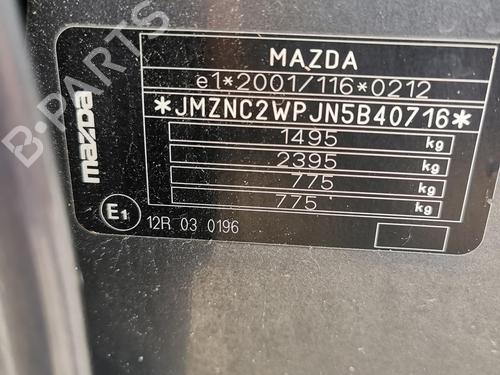 B-PARTS
MAZDA
e1*2001/116*0212
*JMZNC2WPJN5B40716*
1495 kg
2395 kg
775 kg
775 kg
mazda
E1
12R 03 0196